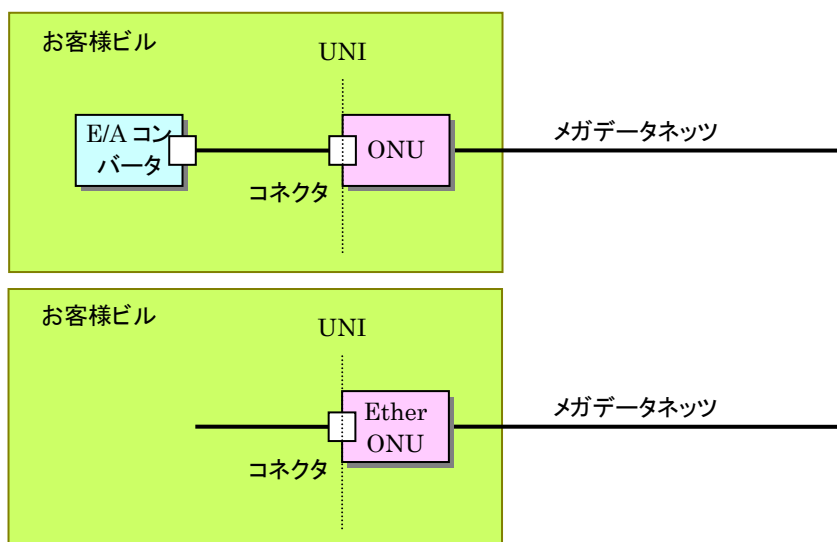 お客様ビル
UNI
E/A コン
バータ
ONU
メガデータネッツ
コネクタ
お客様ビル
UNI
Ether
ONU
メガデータネッツ
コネクタ